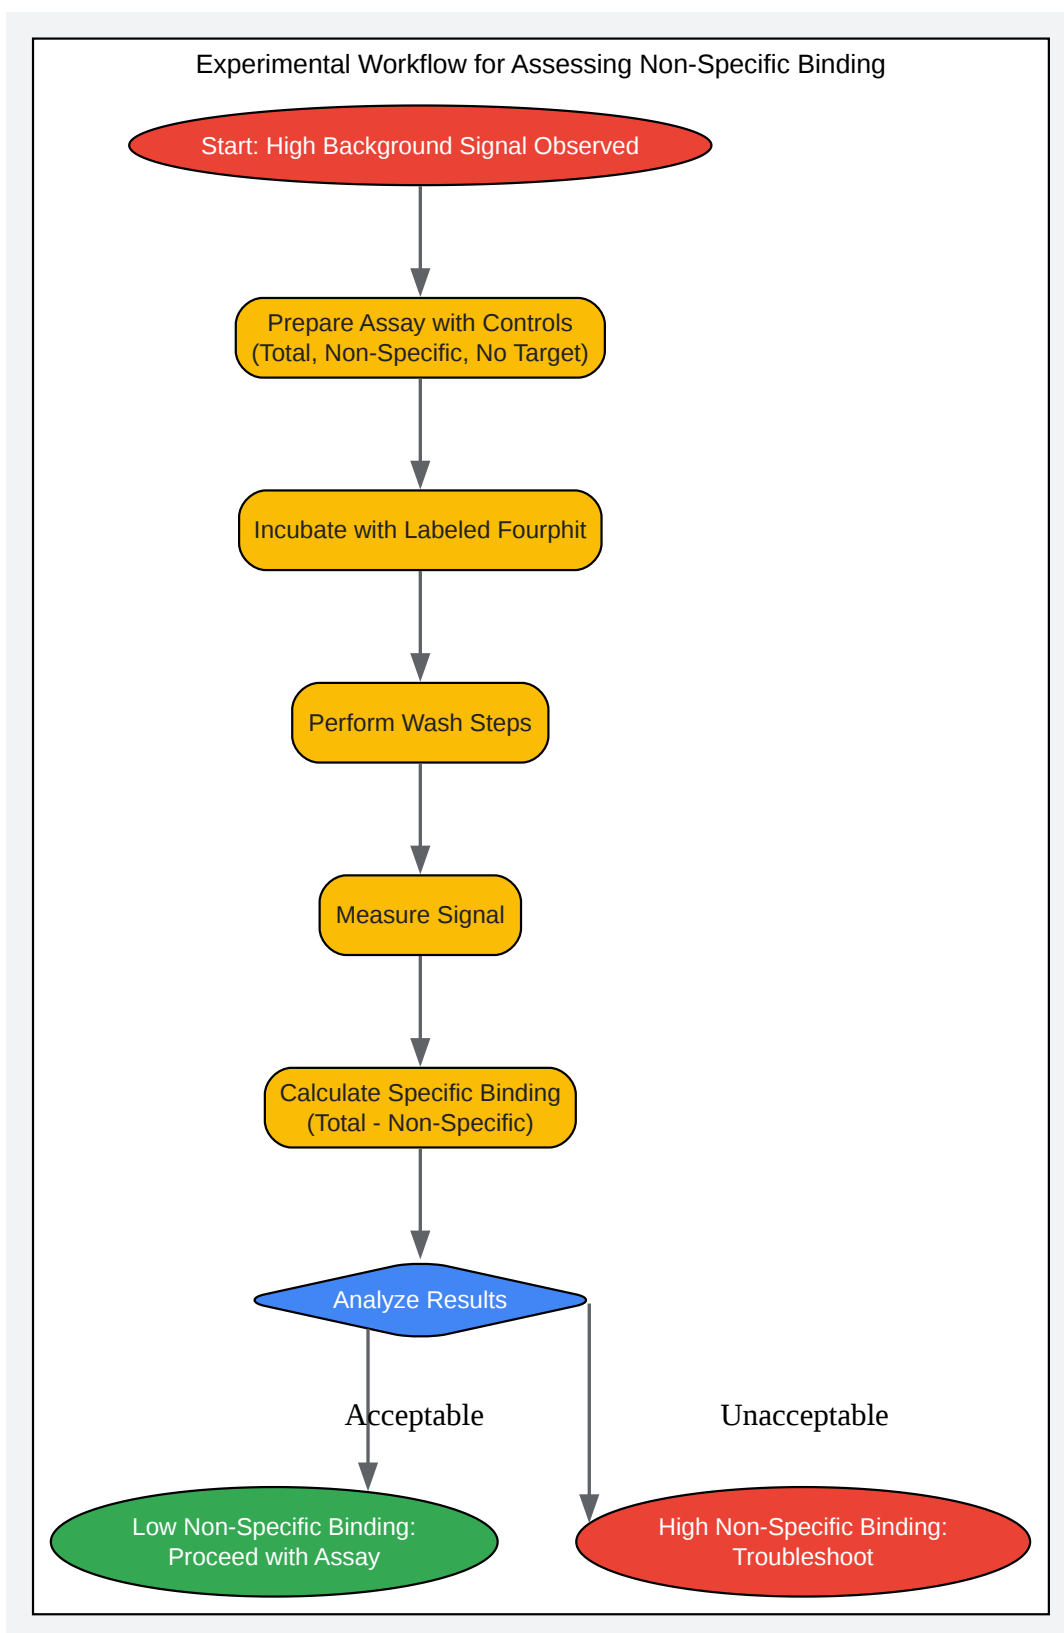 Experimental Workflow for Assessing Non-Specific Binding
Start: High Background Signal Observed
Prepare Assay with Controls
(Total, Non-Specific, No Target)
Incubate with Labeled Fourphit
Perform Wash Steps
Measure Signal
Calculate Specific Binding
(Total - Non-Specific)
Analyze Results
Acceptable
Unacceptable
Low Non-Specific Binding:
Proceed with Assay
High Non-Specific Binding:
Troubleshoot